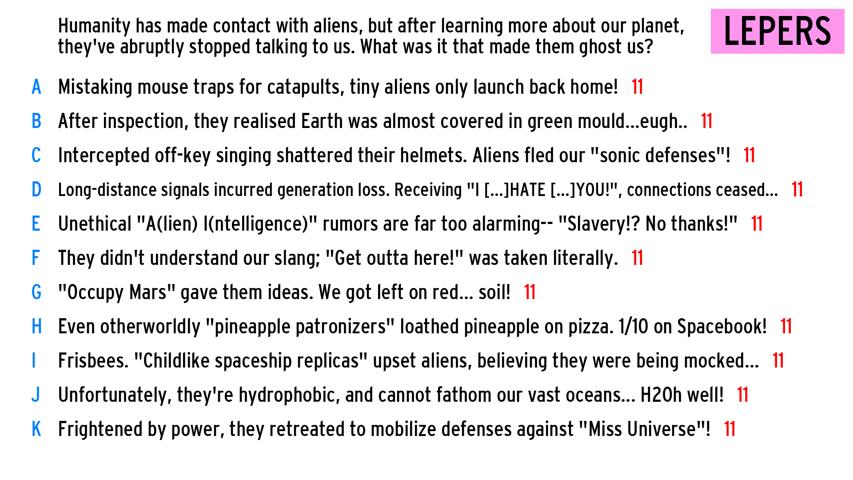 Humanity has made contact with aliens, but after learning more about our planet,
they've abruptly stopped talking to us. What was it that made them ghost us?
LEPERS
A Mistaking mouse traps for catapults, tiny aliens only launch back home! 11
B After inspection, they realised Earth was almost covered in green mould...eugh.. 11
C Intercepted off-key singing shattered their helmets. Aliens fled our "sonic defenses"! 11
D Long-distance signals incurred generation loss. Receiving "I [...]HATE [...]YOU!", connections ceased... 11
E Unethical "A(lien) I(ntelligence)" rumors are far too alarming-- "Slavery!? No thanks!" 11
F They didn't understand our slang; "Get outta here!" was taken literally. 11
G "Occupy Mars" gave them ideas. We got left on red... soil! 11
H Even otherworldly "pineapple patronizers" loathed pineapple on pizza. 1/10 on Spacebook! 11
I Frisbees. "Childlike spaceship replicas" upset aliens, believing they were being mocked... 11
J Unfortunately, they're hydrophobic, and cannot fathom our vast oceans... H20h well! 11
K Frightened by power, they retreated to mobilize defenses against "Miss Universe"! 11